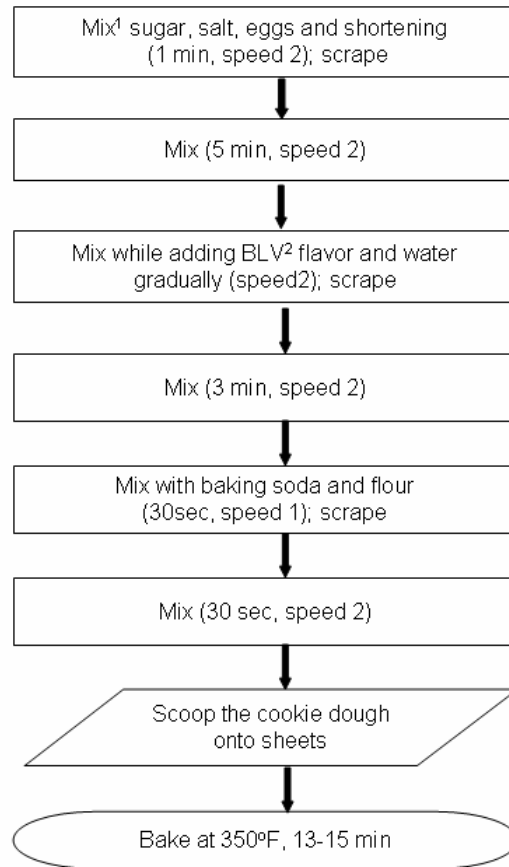 Mix¹ sugar, salt, eggs and shortening
(1 min, speed 2); scrape
Mix (5 min, speed 2)
Mix while adding BLV² flavor and water
gradually (speed2); scrape
Mix (3 min, speed 2)
Mix with baking soda and flour
(30sec, speed 1); scrape
Mix (30 sec, speed 2)
Scoop the cookie dough
onto sheets
Bake at 350ºF, 13-15 min